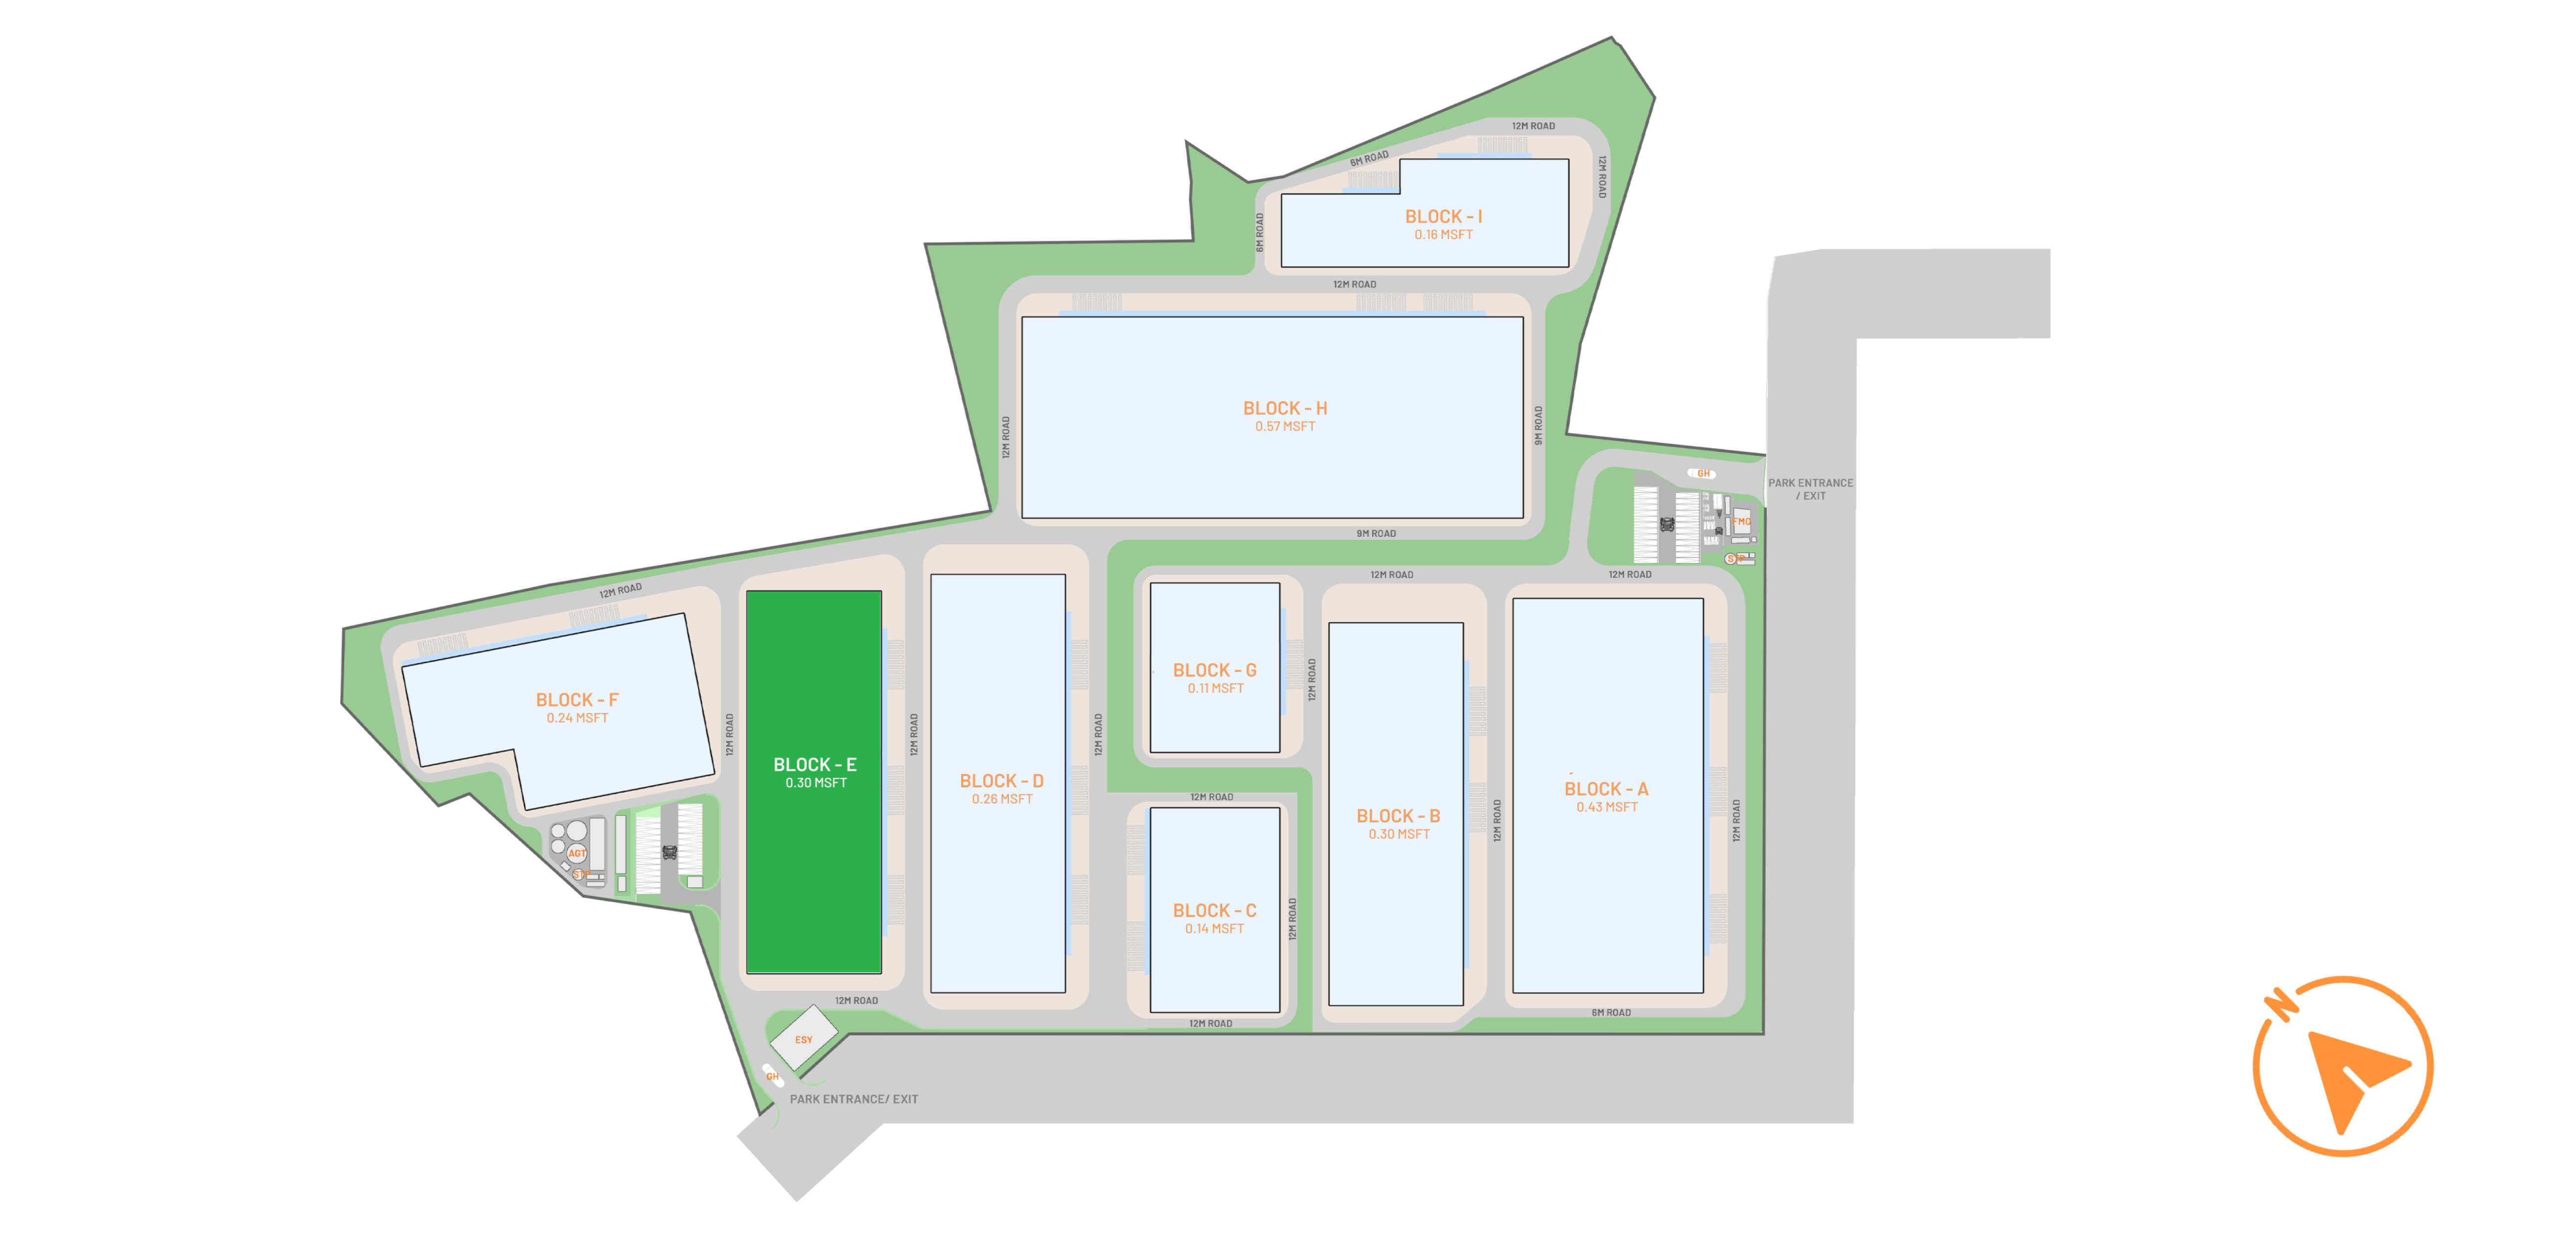 12M ROAD
6M ROAD
12M ROAD
6M ROAD
BLOCK - I
0.16 MSFT
12M ROAD
BLOCK - H
0.57 MSFT
12M ROAD
9M ROAD
9M ROAD
GH
PARK ENTRANCE
/ EXIT
FMO
12M ROAD
12M ROAD
12M ROAD
BLOCK - F
0.24 MSFT
12M ROAD
BLOCK - E
0.30 MSFT
12M ROAD
BLOCK - D
0.26 MSFT
12M ROAD
BLOCK - G
0.11 MSFT
12M ROAD
12M ROAD
BLOCK - C
0.14 MSFT
12M ROAD
12M ROAD
BLOCK - B
0.30 MSFT
12M ROAD
BLOCK - A
0.43 MSFT
12M ROAD
6M ROAD
AGT
12M ROAD
ESY
GH
PARK ENTRANCE/ EXIT
N